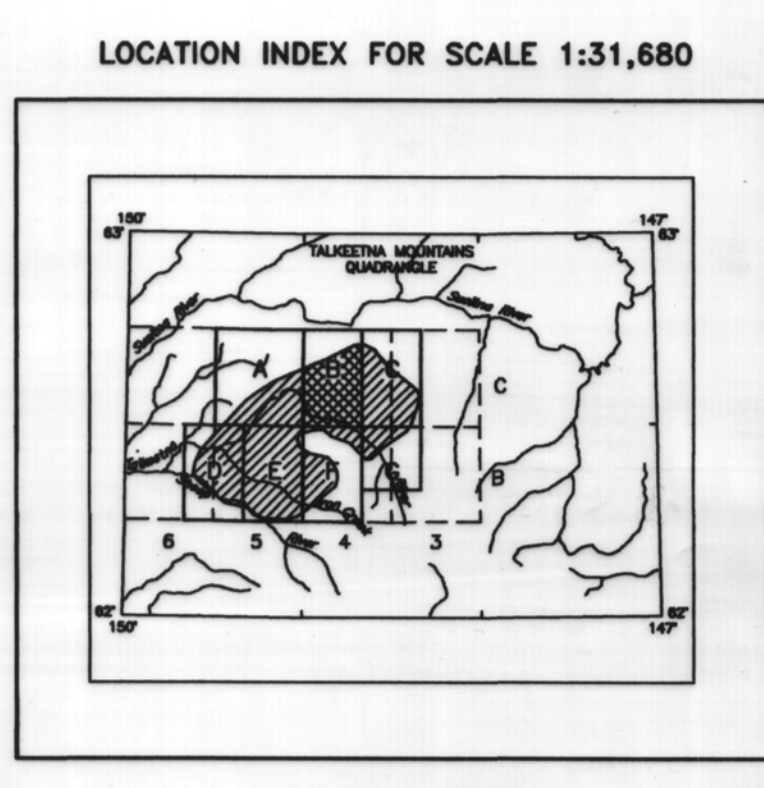 LOCATION INDEX FOR SCALE 1:31,680
150° 147°
63° 63°
TALKEETNA MOUNTAINS
QUADRANGLE
Susitna River
Susitna River
A B C
C
D E F G
B
River
6 5 4 3
62° 62°
150° 147°